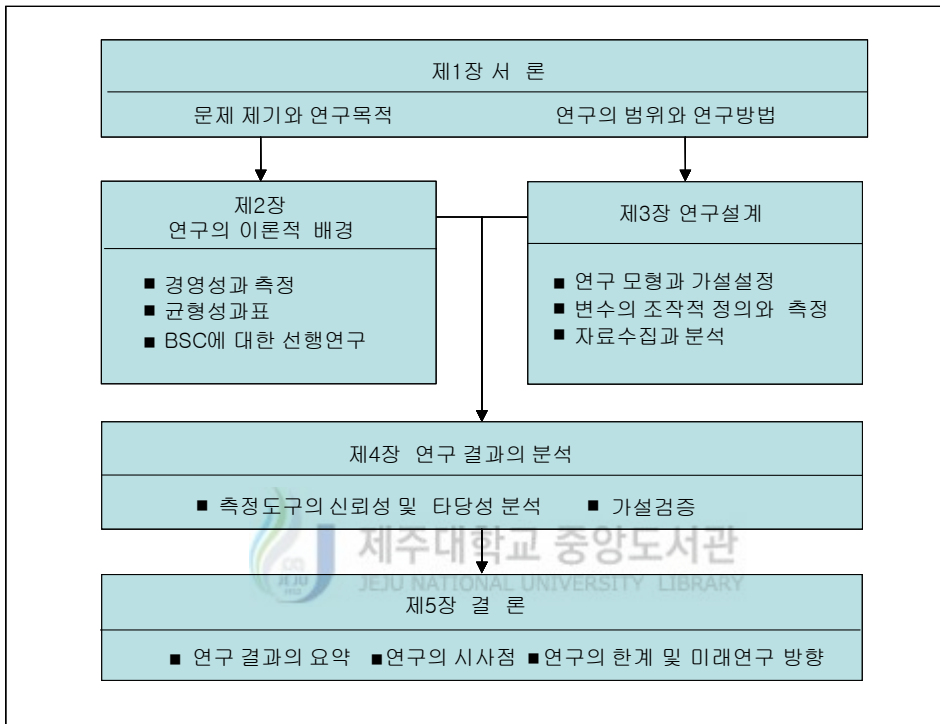 제1장 서 론
문제 제기와 연구목적
연구의 범위와 연구방법
제2장
연구의 이론적 배경
■ 경영성과 측정
■ 균형성과표
■ BSC에 대한 선행연구
제3장 연구설계
■ 연구 모형과 가설설정
■ 변수의 조작적 정의와 측정
■ 자료수집과 분석
제4장 연구 결과의 분석
■ 측정도구의 신뢰성 및 타당성 분석 ■ 가설검증
제주대학교 중앙도서관
JEJU NATIONAL UNIVERSITY LIBRARY
JEJU
1952
제5장 결 론
■ 연구 결과의 요약 ■연구의 시사점 ■연구의 한계 및 미래연구 방향